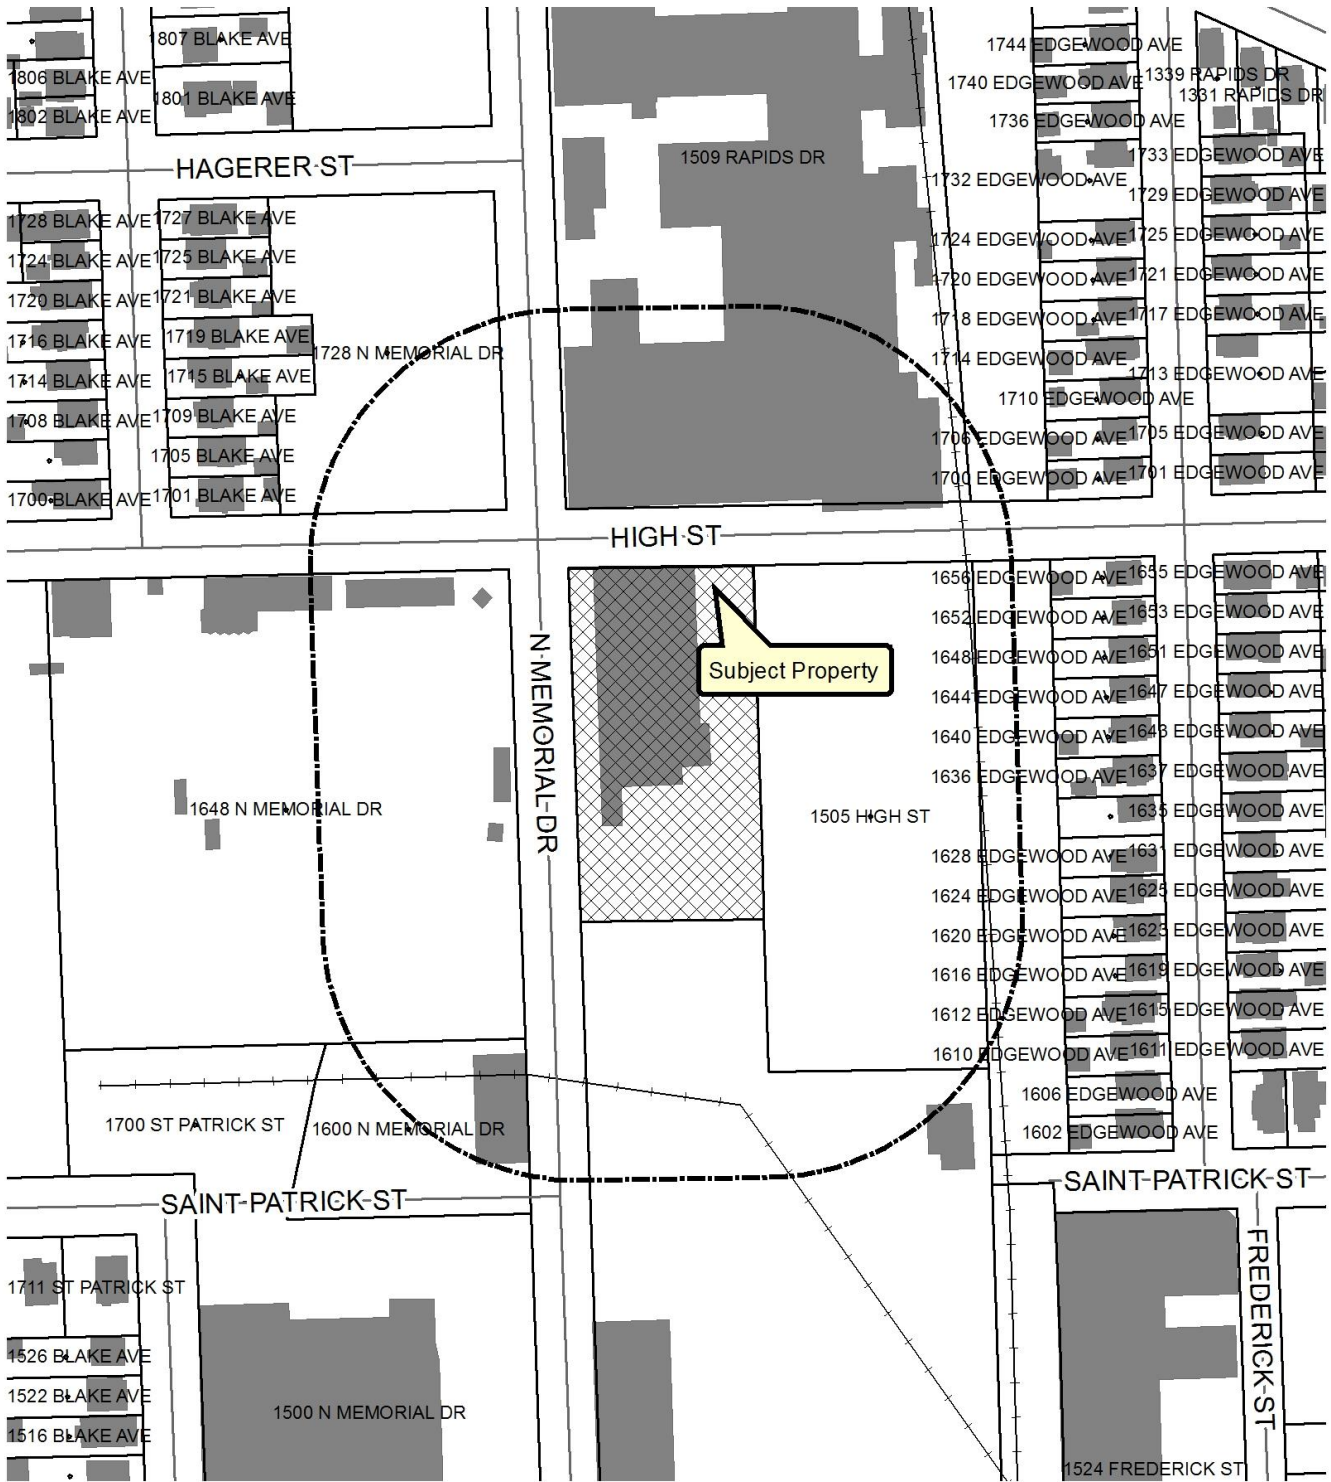 1807 BLAKE AVE
1744 EDGEWOOD AVE
1806 BLAKE AVE
1740 EDGEWOOD AVE
1339 RAPIDS DR
1801 BLAKE AVE
1331 RAPIDS DR
1802 BLAKE AVE
1736 EDGEWOOD AVE
HAGERER ST
1509 RAPIDS DR
1733 EDGEWOOD AVE
1732 EDGEWOOD AVE
1729 EDGEWOOD AVE
1728 BLAKE AVE
1727 BLAKE AVE
1724 EDGEWOOD AVE
1725 EDGEWOOD AVE
1724 BLAKE AVE
1725 BLAKE AVE
1720 EDGEWOOD AVE
1721 EDGEWOOD AVE
1720 BLAKE AVE
1721 BLAKE AVE
1718 EDGEWOOD AVE
1717 EDGEWOOD AVE
1716 BLAKE AVE
1719 BLAKE AVE
1728 N MEMORIAL DR
1714 EDGEWOOD AVE
1713 EDGEWOOD AVE
1714 BLAKE AVE
1715 BLAKE AVE
1710 EDGEWOOD AVE
1708 BLAKE AVE
1709 BLAKE AVE
1706 EDGEWOOD AVE
1705 EDGEWOOD AVE
1705 BLAKE AVE
1700 EDGEWOOD AVE
1701 EDGEWOOD AVE
1700 BLAKE AVE
1701 BLAKE AVE
HIGH ST
1656 EDGEWOOD AVE
1655 EDGEWOOD AVE
1652 EDGEWOOD AVE
1653 EDGEWOOD AVE
N MEMORIAL DR
Subject Property
1648 EDGEWOOD AVE
1651 EDGEWOOD AVE
1644 EDGEWOOD AVE
1647 EDGEWOOD AVE
1640 EDGEWOOD AVE
1643 EDGEWOOD AVE
1636 EDGEWOOD AVE
1637 EDGEWOOD AVE
1648 N MEMORIAL DR
1505 HIGH ST
1635 EDGEWOOD AVE
1628 EDGEWOOD AVE
1631 EDGEWOOD AVE
1624 EDGEWOOD AVE
1625 EDGEWOOD AVE
1620 EDGEWOOD AVE
1623 EDGEWOOD AVE
1616 EDGEWOOD AVE
1619 EDGEWOOD AVE
1612 EDGEWOOD AVE
1615 EDGEWOOD AVE
1610 EDGEWOOD AVE
1611 EDGEWOOD AVE
1606 EDGEWOOD AVE
1700 ST PATRICK ST
1600 N MEMORIAL DR
1602 EDGEWOOD AVE
SAINT PATRICK ST
SAINT PATRICK ST
FREDERICK ST
1711 ST PATRICK ST
1526 BLAKE AVE
1522 BLAKE AVE
1500 N MEMORIAL DR
1516 BLAKE AVE
1524 FREDERICK ST